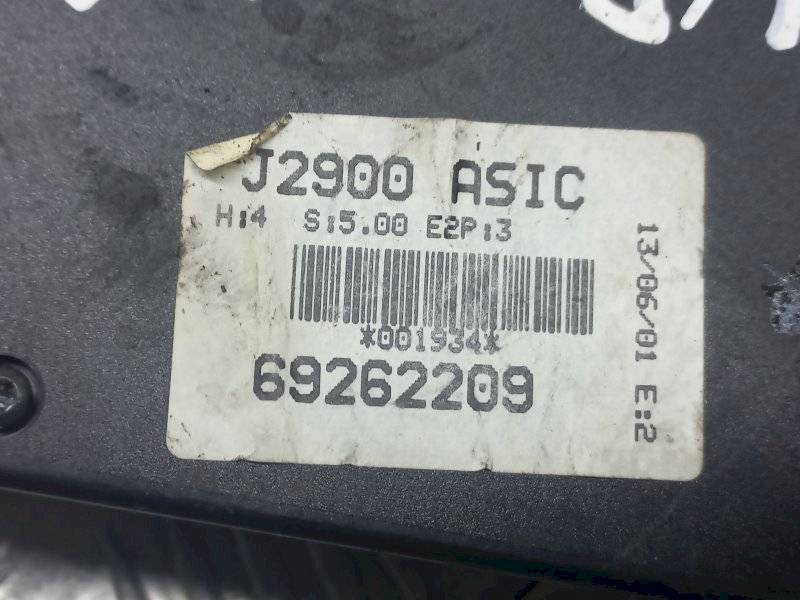 J2900 ASIC
H:4 S:5.00 E2P:3
*001934*
69262209
13/06/01 E:2